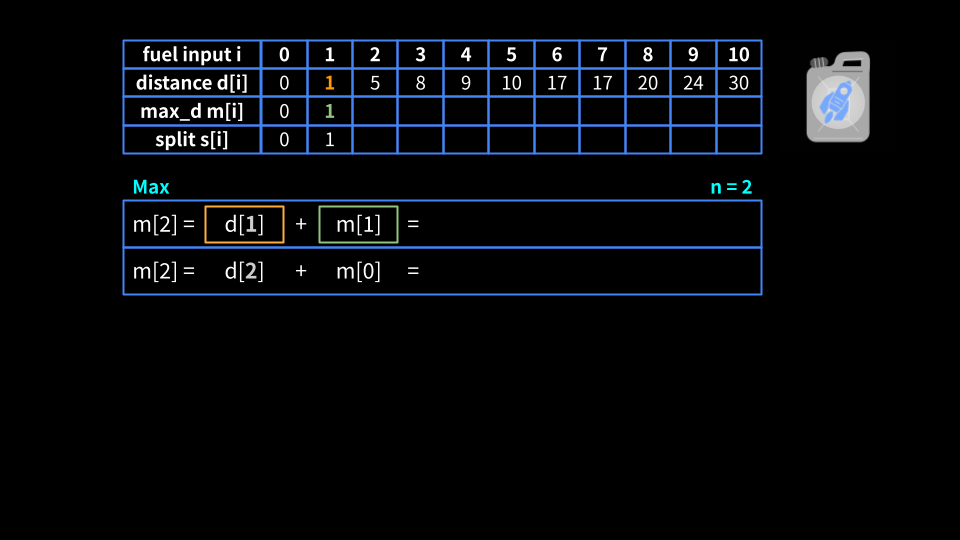 fuel input i 0 1 2 3 4 5 6 7 8 9 10
distance d[i] 0 1 5 8 9 10 17 17 20 24 30
max_d m[i] 0 1
split s[i] 0 1
Max n = 2
m[2] = d[1] + m[1] =
m[2] = d[2] + m[0] =